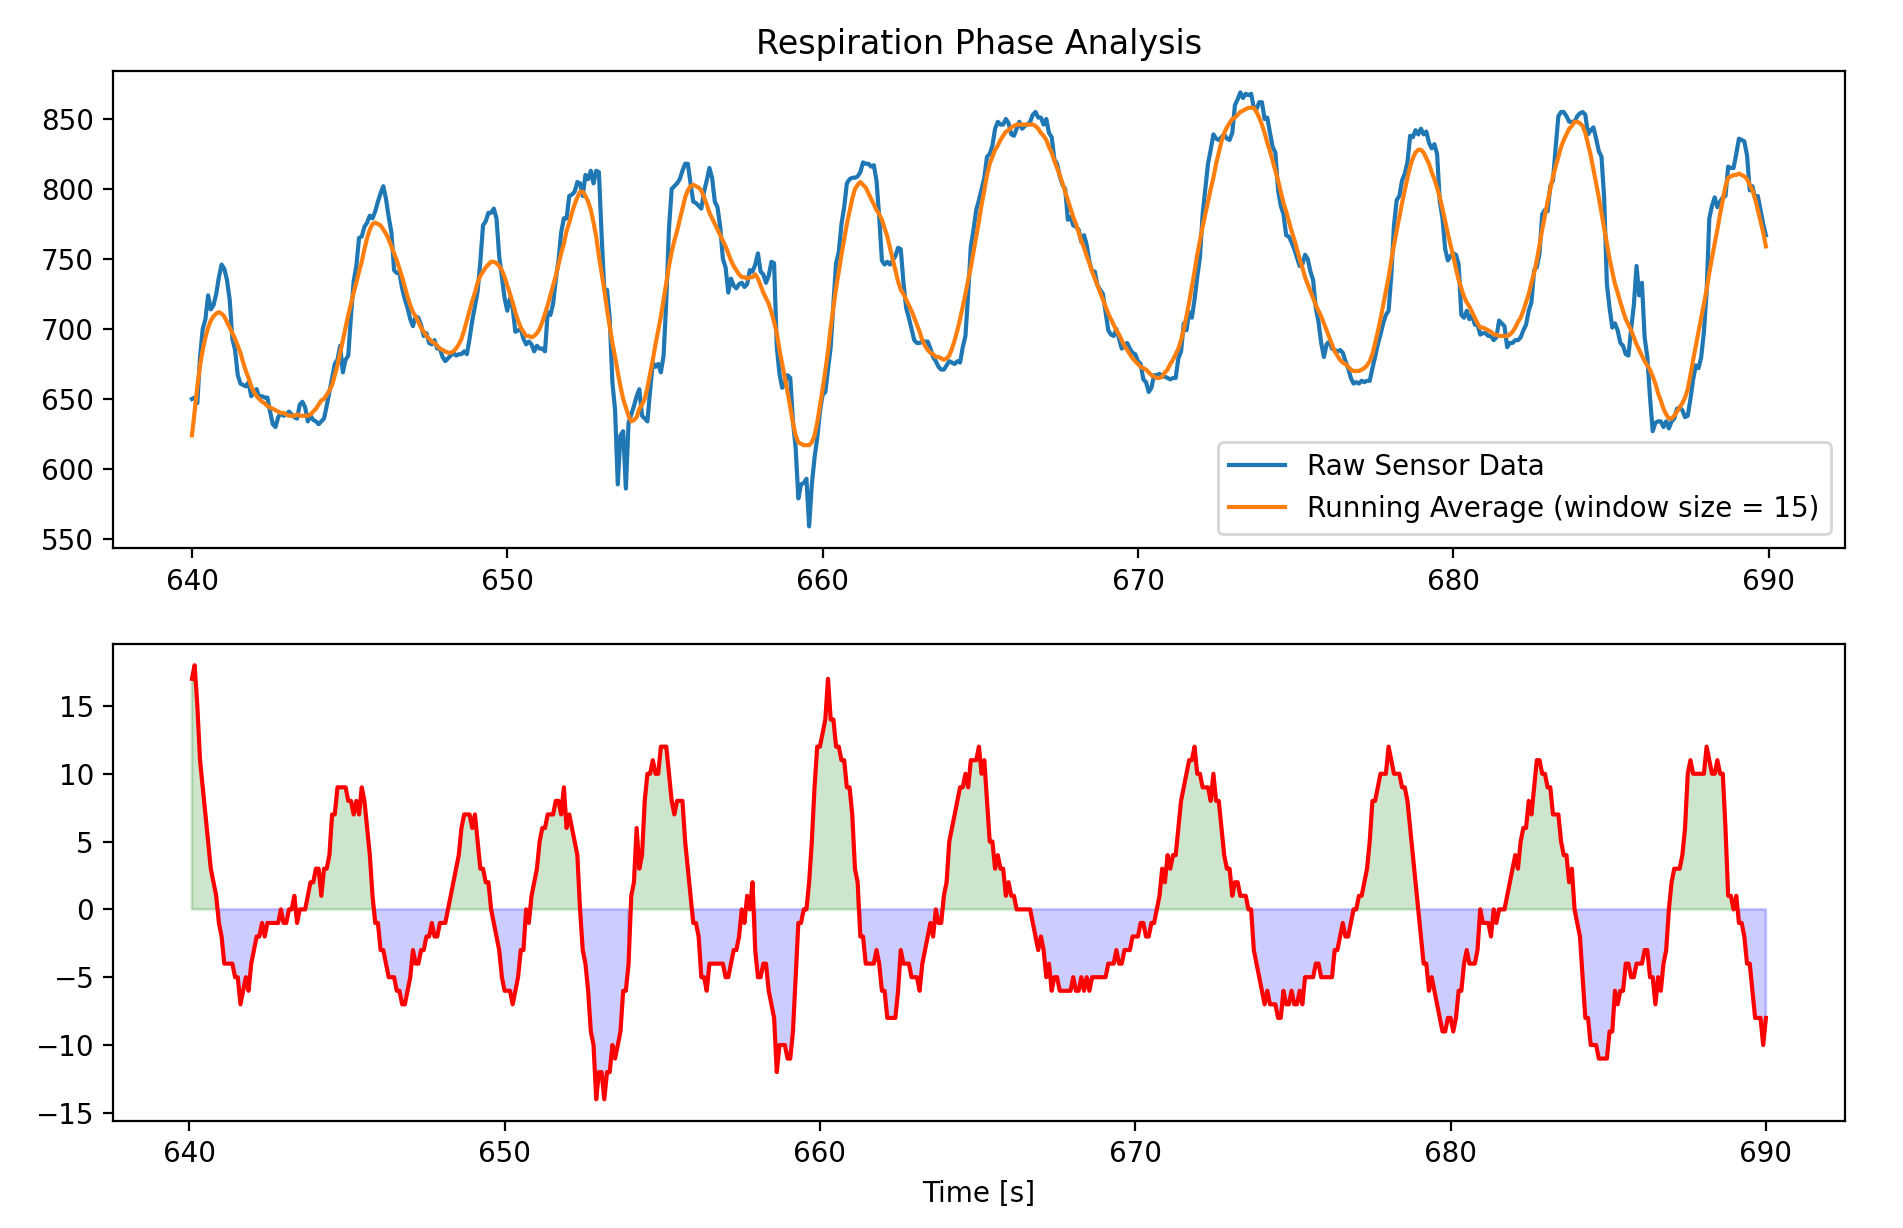 Respiration Phase Analysis
850
800
750
700
650
600
550
Raw Sensor Data
Running Average (window size = 15)
640 650 660 670 680 690
15
10
5
0
−5
−10
−15
640 650 660 670 680 690
Time [s]